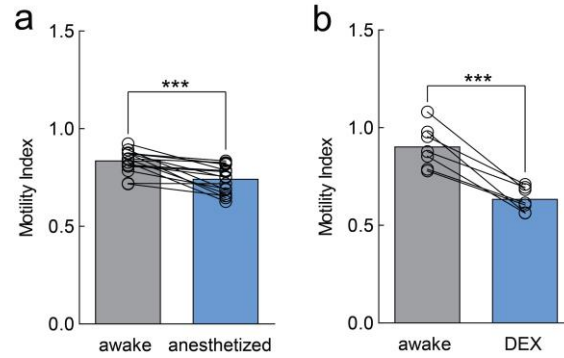 a
1.5
1.0
0.5
0.0
Motility Index
***
awake
anesthetized
b
1.5
1.0
0.5
0.0
Motility Index
***
awake
DEX